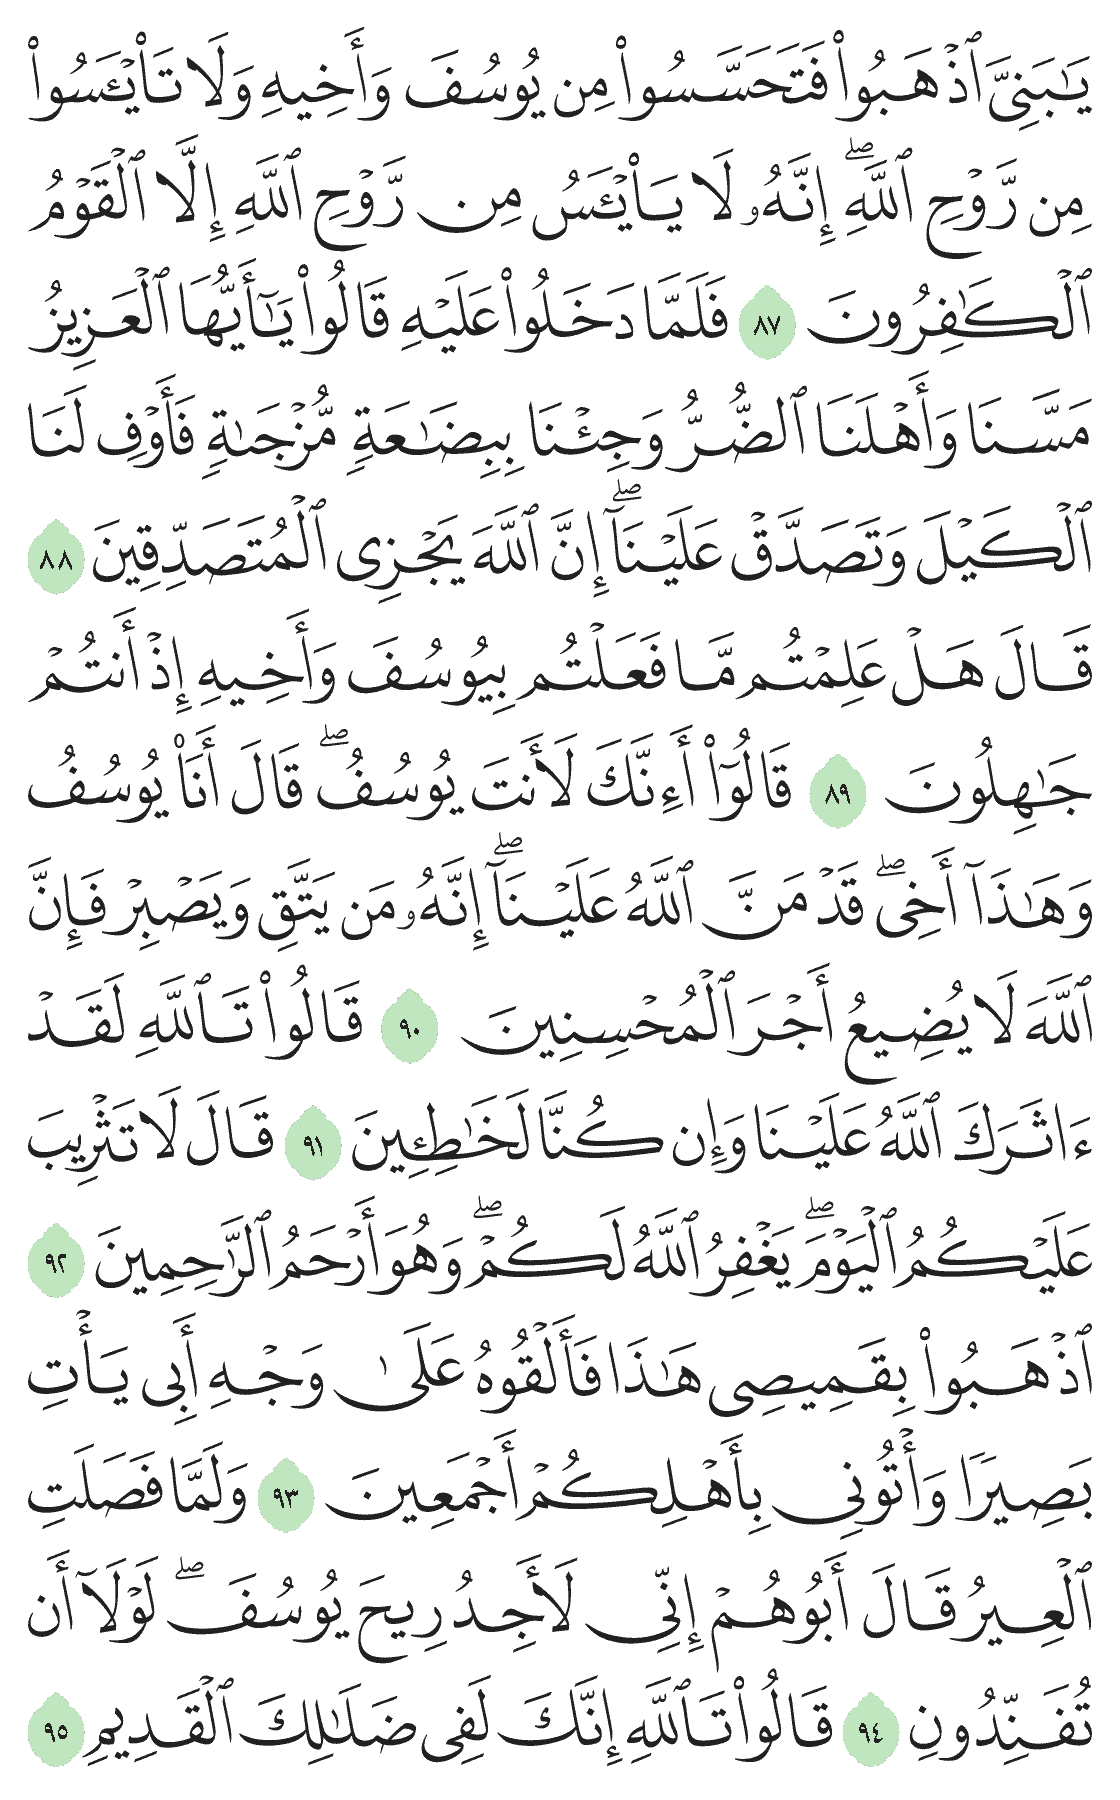 يَـٰبَنِىَّ ٱذْهَبُوا۟ فَتَحَسَّسُوا۟ مِن يُوسُفَ وَأَخِيهِ وَلَا تَا۟يْـَٔسُوا۟
مِن رَّوْحِ ٱللَّهِ ۖ إِنَّهُۥ لَا يَا۟يْـَٔسُ مِن رَّوْحِ ٱللَّهِ إِلَّا ٱلْقَوْمُ
ٱلْكَـٰفِرُونَ ٨٧ فَلَمَّا دَخَلُوا۟ عَلَيْهِ قَالُوا۟ يَـٰٓأَيُّهَا ٱلْعَزِيزُ
مَسَّنَا وَأَهْلَنَا ٱلضُّرُّ وَجِئْنَا بِبِضَـٰعَةٍ مُّزْجَىٰةٍ فَأَوْفِ لَنَا
ٱلْكَيْلَ وَتَصَدَّقْ عَلَيْنَآ ۖ إِنَّ ٱللَّهَ يَجْزِى ٱلْمُتَصَدِّقِينَ ٨٨
قَالَ هَلْ عَلِمْتُم مَّا فَعَلْتُم بِيُوسُفَ وَأَخِيهِ إِذْ أَنتُمْ
جَـٰهِلُونَ ٨٩ قَالُوٓا۟ أَءِنَّكَ لَأَنتَ يُوسُفُ ۖ قَالَ أَنَا۠ يُوسُفُ
وَهَـٰذَآ أَخِى ۖ قَدْ مَنَّ ٱللَّهُ عَلَيْنَآ ۖ إِنَّهُۥ مَن يَتَّقِ وَيَصْبِرْ فَإِنَّ
ٱللَّهَ لَا يُضِيعُ أَجْرَ ٱلْمُحْسِنِينَ ٩٠ قَالُوا۟ تَٱللَّهِ لَقَدْ
ءَاثَرَكَ ٱللَّهُ عَلَيْنَا وَإِن كُنَّا لَخَـٰطِـِٔينَ ٩١ قَالَ لَا تَثْرِيبَ
عَلَيْكُمُ ٱلْيَوْمَ ۖ يَغْفِرُ ٱللَّهُ لَكُمْ ۖ وَهُوَ أَرْحَمُ ٱلرَّٰحِمِينَ ٩٢
ٱذْهَبُوا۟ بِقَمِيصِى هَـٰذَا فَأَلْقُوهُ عَلَىٰ وَجْهِ أَبِى يَأْتِ
بَصِيرًا وَأْتُونِى بِأَهْلِكُمْ أَجْمَعِينَ ٩٣ وَلَمَّا فَصَلَتِ
ٱلْعِيرُ قَالَ أَبُوهُمْ إِنِّى لَأَجِدُ رِيحَ يُوسُفَ ۖ لَوْلَآ أَن
تُفَنِّدُونِ ٩٤ قَالُوا۟ تَٱللَّهِ إِنَّكَ لَفِى ضَلَـٰلِكَ ٱلْقَدِيمِ ٩٥